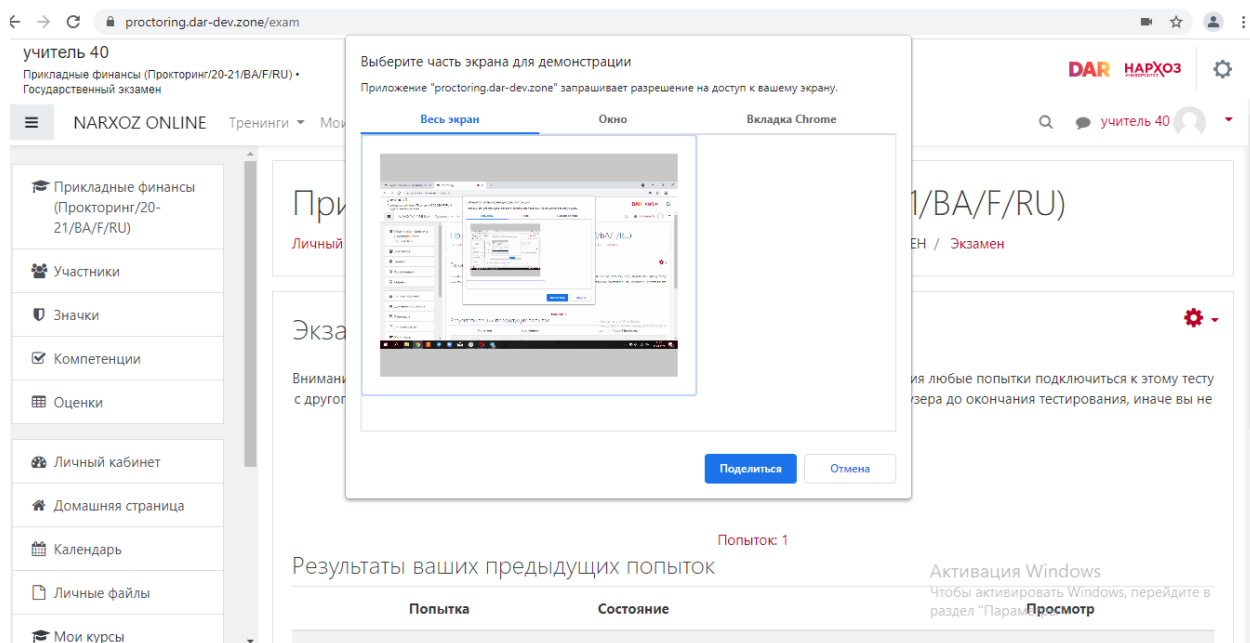 proctoring.dar-dev.zone/exam
учитель 40
Прикладные финансы (Прокторинг/20-21/BA/F/RU) •
Государственный экзамен
DAR НАРХОЗ
УНИВЕРСИТЕТ
NARXOZ ONLINE Тренинги Мои
учитель 40
Выберите часть экрана для демонстрации
Приложение "proctoring.dar-dev.zone" запрашивает разрешение на доступ к вашему экрану.
Весь экран Окно Вкладка Chrome
Поделиться Отмена
Прикладные финансы
(Прокторинг/20-
21/BA/F/RU)
Участники
Значки
Компетенции
Оценки
Личный кабинет
Домашняя страница
Календарь
Личные файлы
Мои курсы
При 1/BA/F/RU)
Личный ЕН / Экзамен
Экза
Внимани ия любые попытки подключиться к этому тесту
с другог узера до окончания тестирования, иначе вы не
Попыток: 1
Результаты ваших предыдущих попыток
Попытка Состояние Просмотр
Активация Windows
Чтобы активировать Windows, перейдите в
раздел "Парам